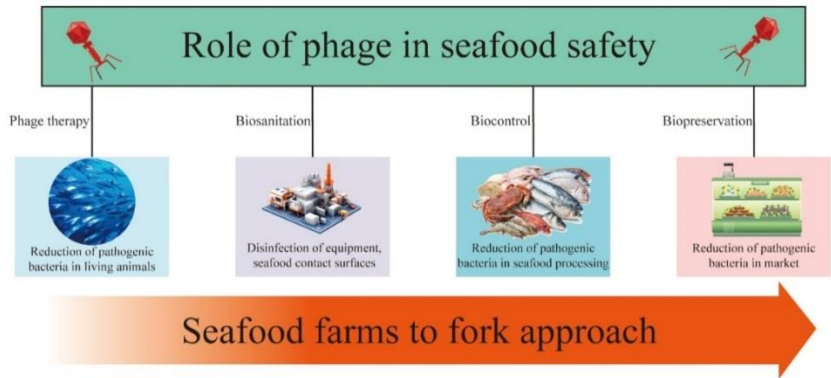 Role of phage in seafood safety
Phage therapy
Biosanitation
Biocontrol
Biopreservation
Reduction of pathogenic
bacteria in living animals
Disinfection of equipment,
seafood contact surfaces
Reduction of pathogenic
bacteria in seafood processing
Reduction of pathogenic
bacteria in market
Seafood farms to fork approach